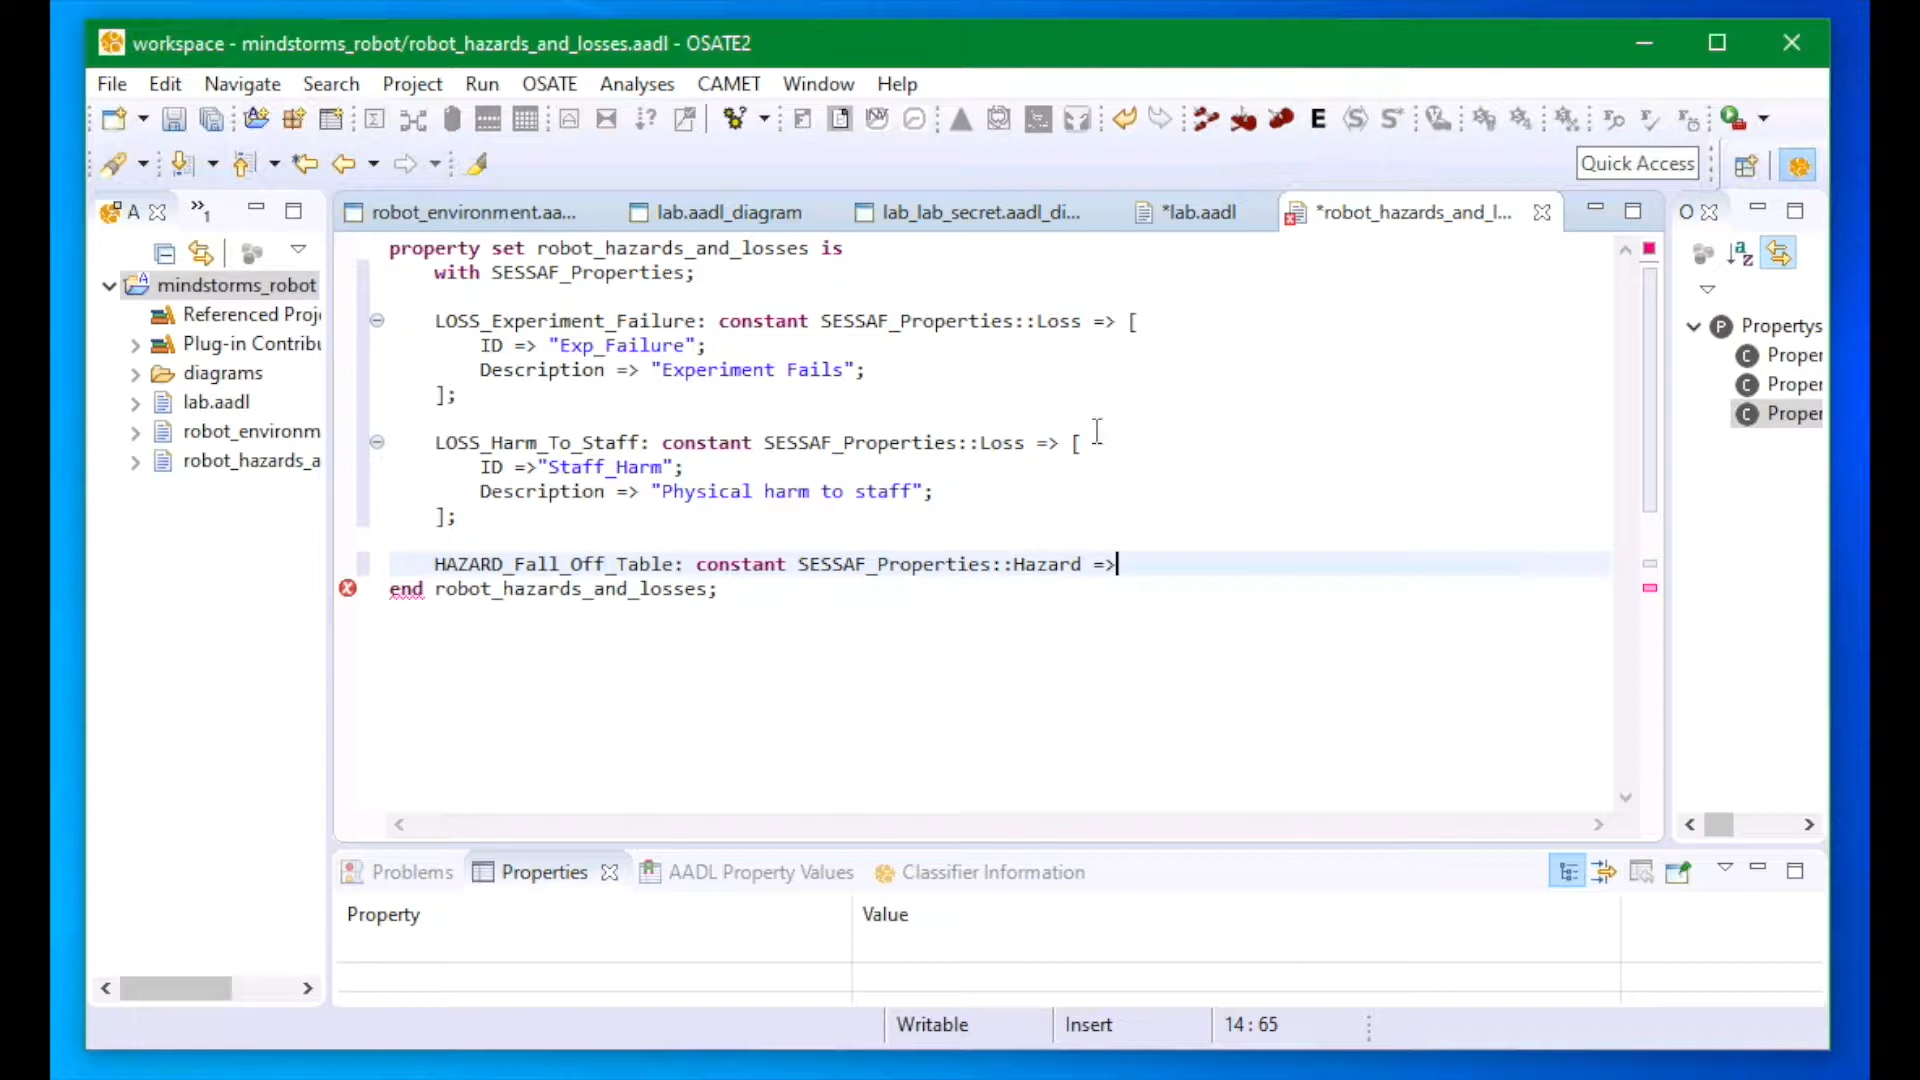 workspace - mindstorms_robot/robot_hazards_and_losses.aadl - OSATE2
File Edit Navigate Search Project Run OSATE Analyses CAMET Window Help
Quick Access
A
robot_environment.aa...
lab.aadl_diagram
lab_lab_secret.aadl_di...
*lab.aadl
*robot_hazards_and_l...
O
mindstorms_robot
Referenced Proj
Plug-in Contribu
diagrams
lab.aadl
robot_environm
robot_hazards_a
property set robot_hazards_and_losses is
with SESSAF_Properties;
LOSS_Experiment_Failure: constant SESSAF_Properties::Loss => [
ID => "Exp_Failure";
Description => "Experiment Fails";
];
LOSS_Harm_To_Staff: constant SESSAF_Properties::Loss => [
ID =>"Staff_Harm";
Description => "Physical harm to staff";
];
HAZARD_Fall_Off_Table: constant SESSAF_Properties::Hazard =>
end robot_hazards_and_losses;
Propertys
Proper
Proper
Proper
Problems Properties AADL Property Values Classifier Information
Property Value
Writable Insert 14 : 65